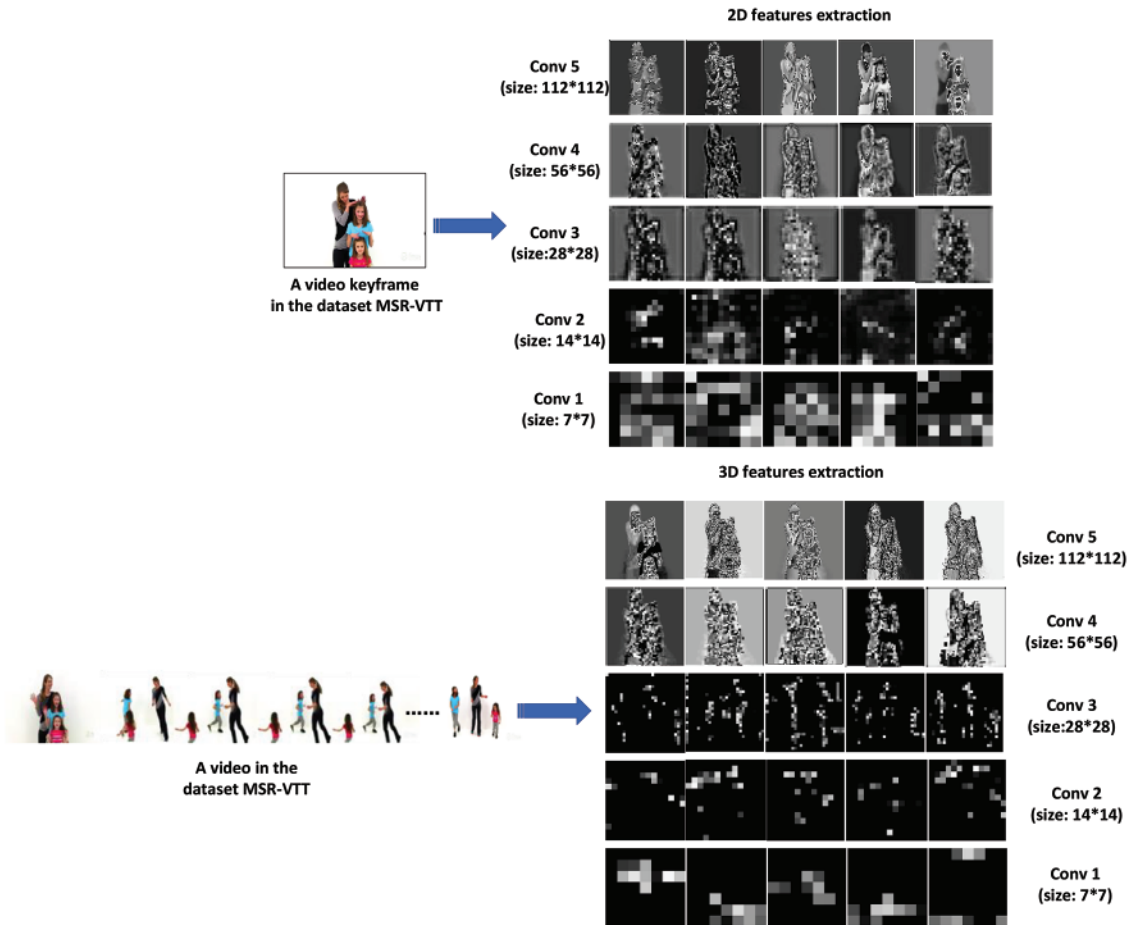 2D features extraction
Conv 5
(size: 112*112)
Conv 4
(size: 56*56)
Conv 3
(size:28*28)
Conv 2
(size: 14*14)
Conv 1
(size: 7*7)
A video keyframe
in the dataset MSR-VTT
3D features extraction
Conv 5
(size: 112*112)
Conv 4
(size: 56*56)
Conv 3
(size:28*28)
Conv 2
(size: 14*14)
Conv 1
(size: 7*7)
......
A video in the
dataset MSR-VTT